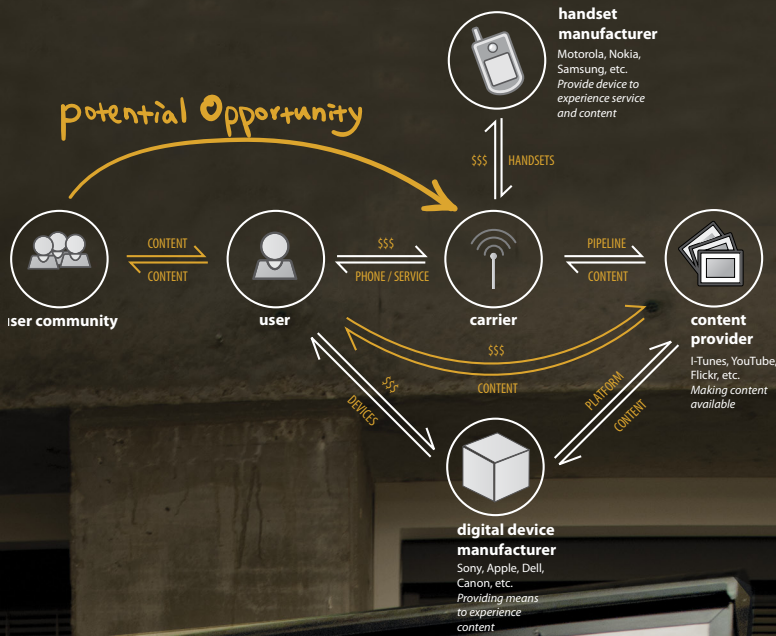 handset
manufacturer
Motorola, Nokia,
Samsung, etc.
Provide device to
experience service
and content
potential Opportunity
$$$
HANDSETS
CONTENT
CONTENT
$$$
PHONE / SERVICE
PIPELINE
CONTENT
user community
user
carrier
content
provider
I-Tunes, YouTube,
Flickr, etc.
Making content
available
$$$
CONTENT
$$$
DEVICES
PLATFORM
CONTENT
digital device
manufacturer
Sony, Apple, Dell,
Canon, etc.
Providing means
to experience
content